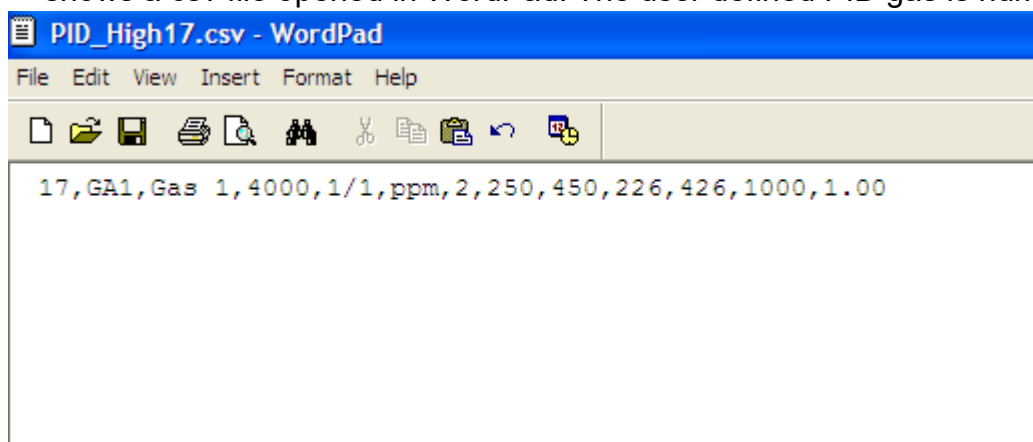 PID_High17.csv - WordPad
File Edit View Insert Format Help
17,GA1,Gas 1,4000,1/1,ppm,2,250,450,226,426,1000,1.00